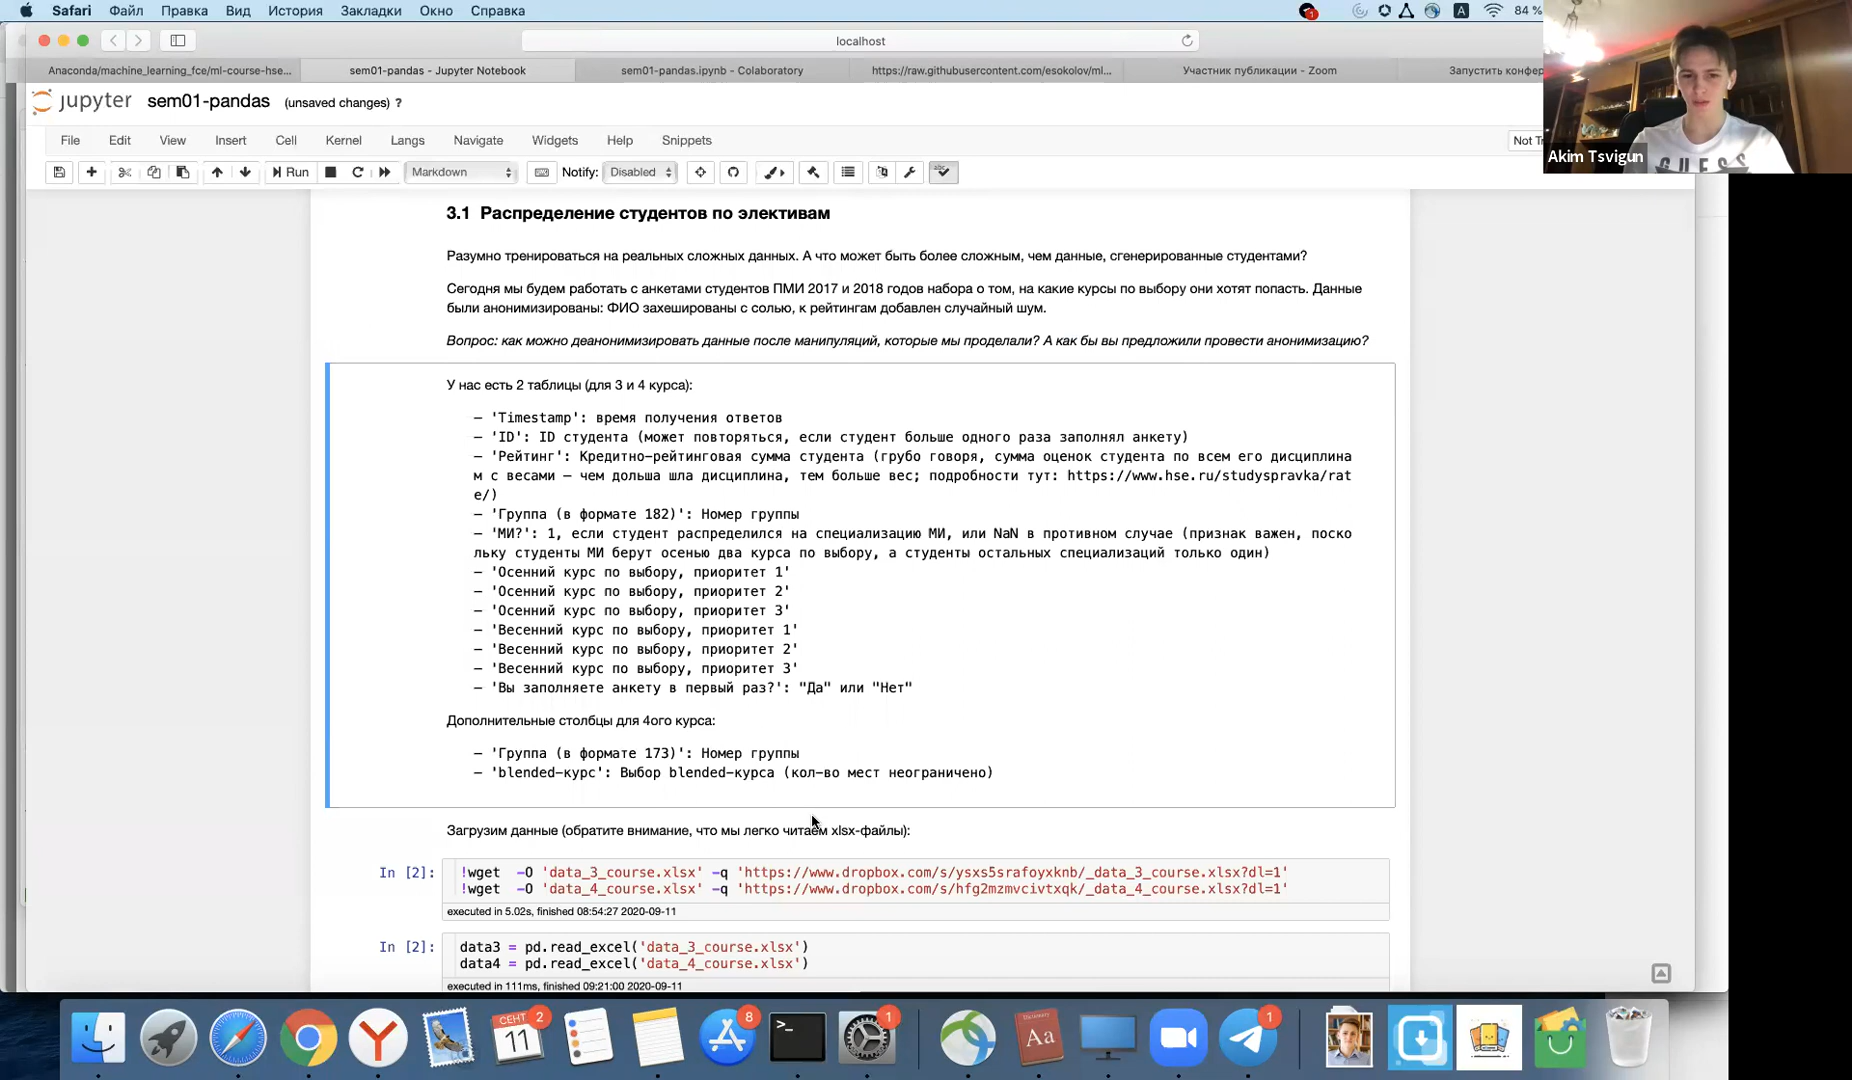 Safari Файл Правка Вид История Закладки Окно Справка 1 A 84 %
localhost
Anaconda/machine_learning_fce/ml-course-hse... sem01-pandas - Jupyter Notebook sem01-pandas.ipynb - Colaboratory https://raw.githubusercontent.com/esokolov/ml... Участник публикации - Zoom Запустить конфер
jupyter sem01-pandas (unsaved changes) ?
File Edit View Insert Cell Kernel Langs Navigate Widgets Help Snippets Not Tr
Run Markdown Notify: Disabled
Akim Tsvigun
GUESS
3.1 Распределение студентов по элективам
Разумно тренироваться на реальных сложных данных. А что может быть более сложным, чем данные, сгенерированные студентами?
Сегодня мы будем работать с анкетами студентов ПМИ 2017 и 2018 годов набора о том, на какие курсы по выбору они хотят попасть. Данные
были анонимизированы: ФИО захешированы с солью, к рейтингам добавлен случайный шум.
Вопрос: как можно деанонимизировать данные после манипуляций, которые мы проделали? А как бы вы предложили провести анонимизацию?
У нас есть 2 таблицы (для 3 и 4 курса):
– 'Timestamp': время получения ответов
– 'ID': ID студента (может повторяться, если студент больше одного раза заполнял анкету)
– 'Рейтинг': Кредитно-рейтинговая сумма студента (грубо говоря, сумма оценок студента по всем его дисциплина
м с весами – чем дольша шла дисциплина, тем больше вес; подробности тут: https://www.hse.ru/studyspravka/rat
e/)
– 'Группа (в формате 182)': Номер группы
– 'МИ?': 1, если студент распределился на специализацию МИ, или NaN в противном случае (признак важен, поско
льку студенты МИ берут осенью два курса по выбору, а студенты остальных специализаций только один)
– 'Осенний курс по выбору, приоритет 1'
– 'Осенний курс по выбору, приоритет 2'
– 'Осенний курс по выбору, приоритет 3'
– 'Весенний курс по выбору, приоритет 1'
– 'Весенний курс по выбору, приоритет 2'
– 'Весенний курс по выбору, приоритет 3'
– 'Вы заполняете анкету в первый раз?': "Да" или "Нет"
Дополнительные столбцы для 4ого курса:
– 'Группа (в формате 173)': Номер группы
– 'blended-курс': Выбор blended-курса (кол-во мест неограничено)
Загрузим данные (обратите внимание, что мы легко читаем xlsx-файлы):
In [2]: !wget -O 'data_3_course.xlsx' -q 'https://www.dropbox.com/s/ysxs5srafoyxknb/_data_3_course.xlsx?dl=1'
!wget -O 'data_4_course.xlsx' -q 'https://www.dropbox.com/s/hfg2mzmvcivtxqk/_data_4_course.xlsx?dl=1'
executed in 5.02s, finished 08:54:27 2020-09-11
In [2]: data3 = pd.read_excel('data_3_course.xlsx')
data4 = pd.read_excel('data_4_course.xlsx')
executed in 111ms, finished 09:21:00 2020-09-11
СЕНТ 2 8 1 1
11 Aa